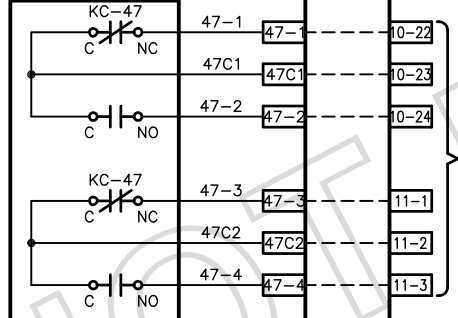 KC-47
C NC 47-1 47-1 10-22
47C1 47C1 10-23
C NO 47-2 47-2 10-24
KC-47
C NC 47-3 47-3 11-1
47C2 47C2 11-2
C NO 47-4 47-4 11-3